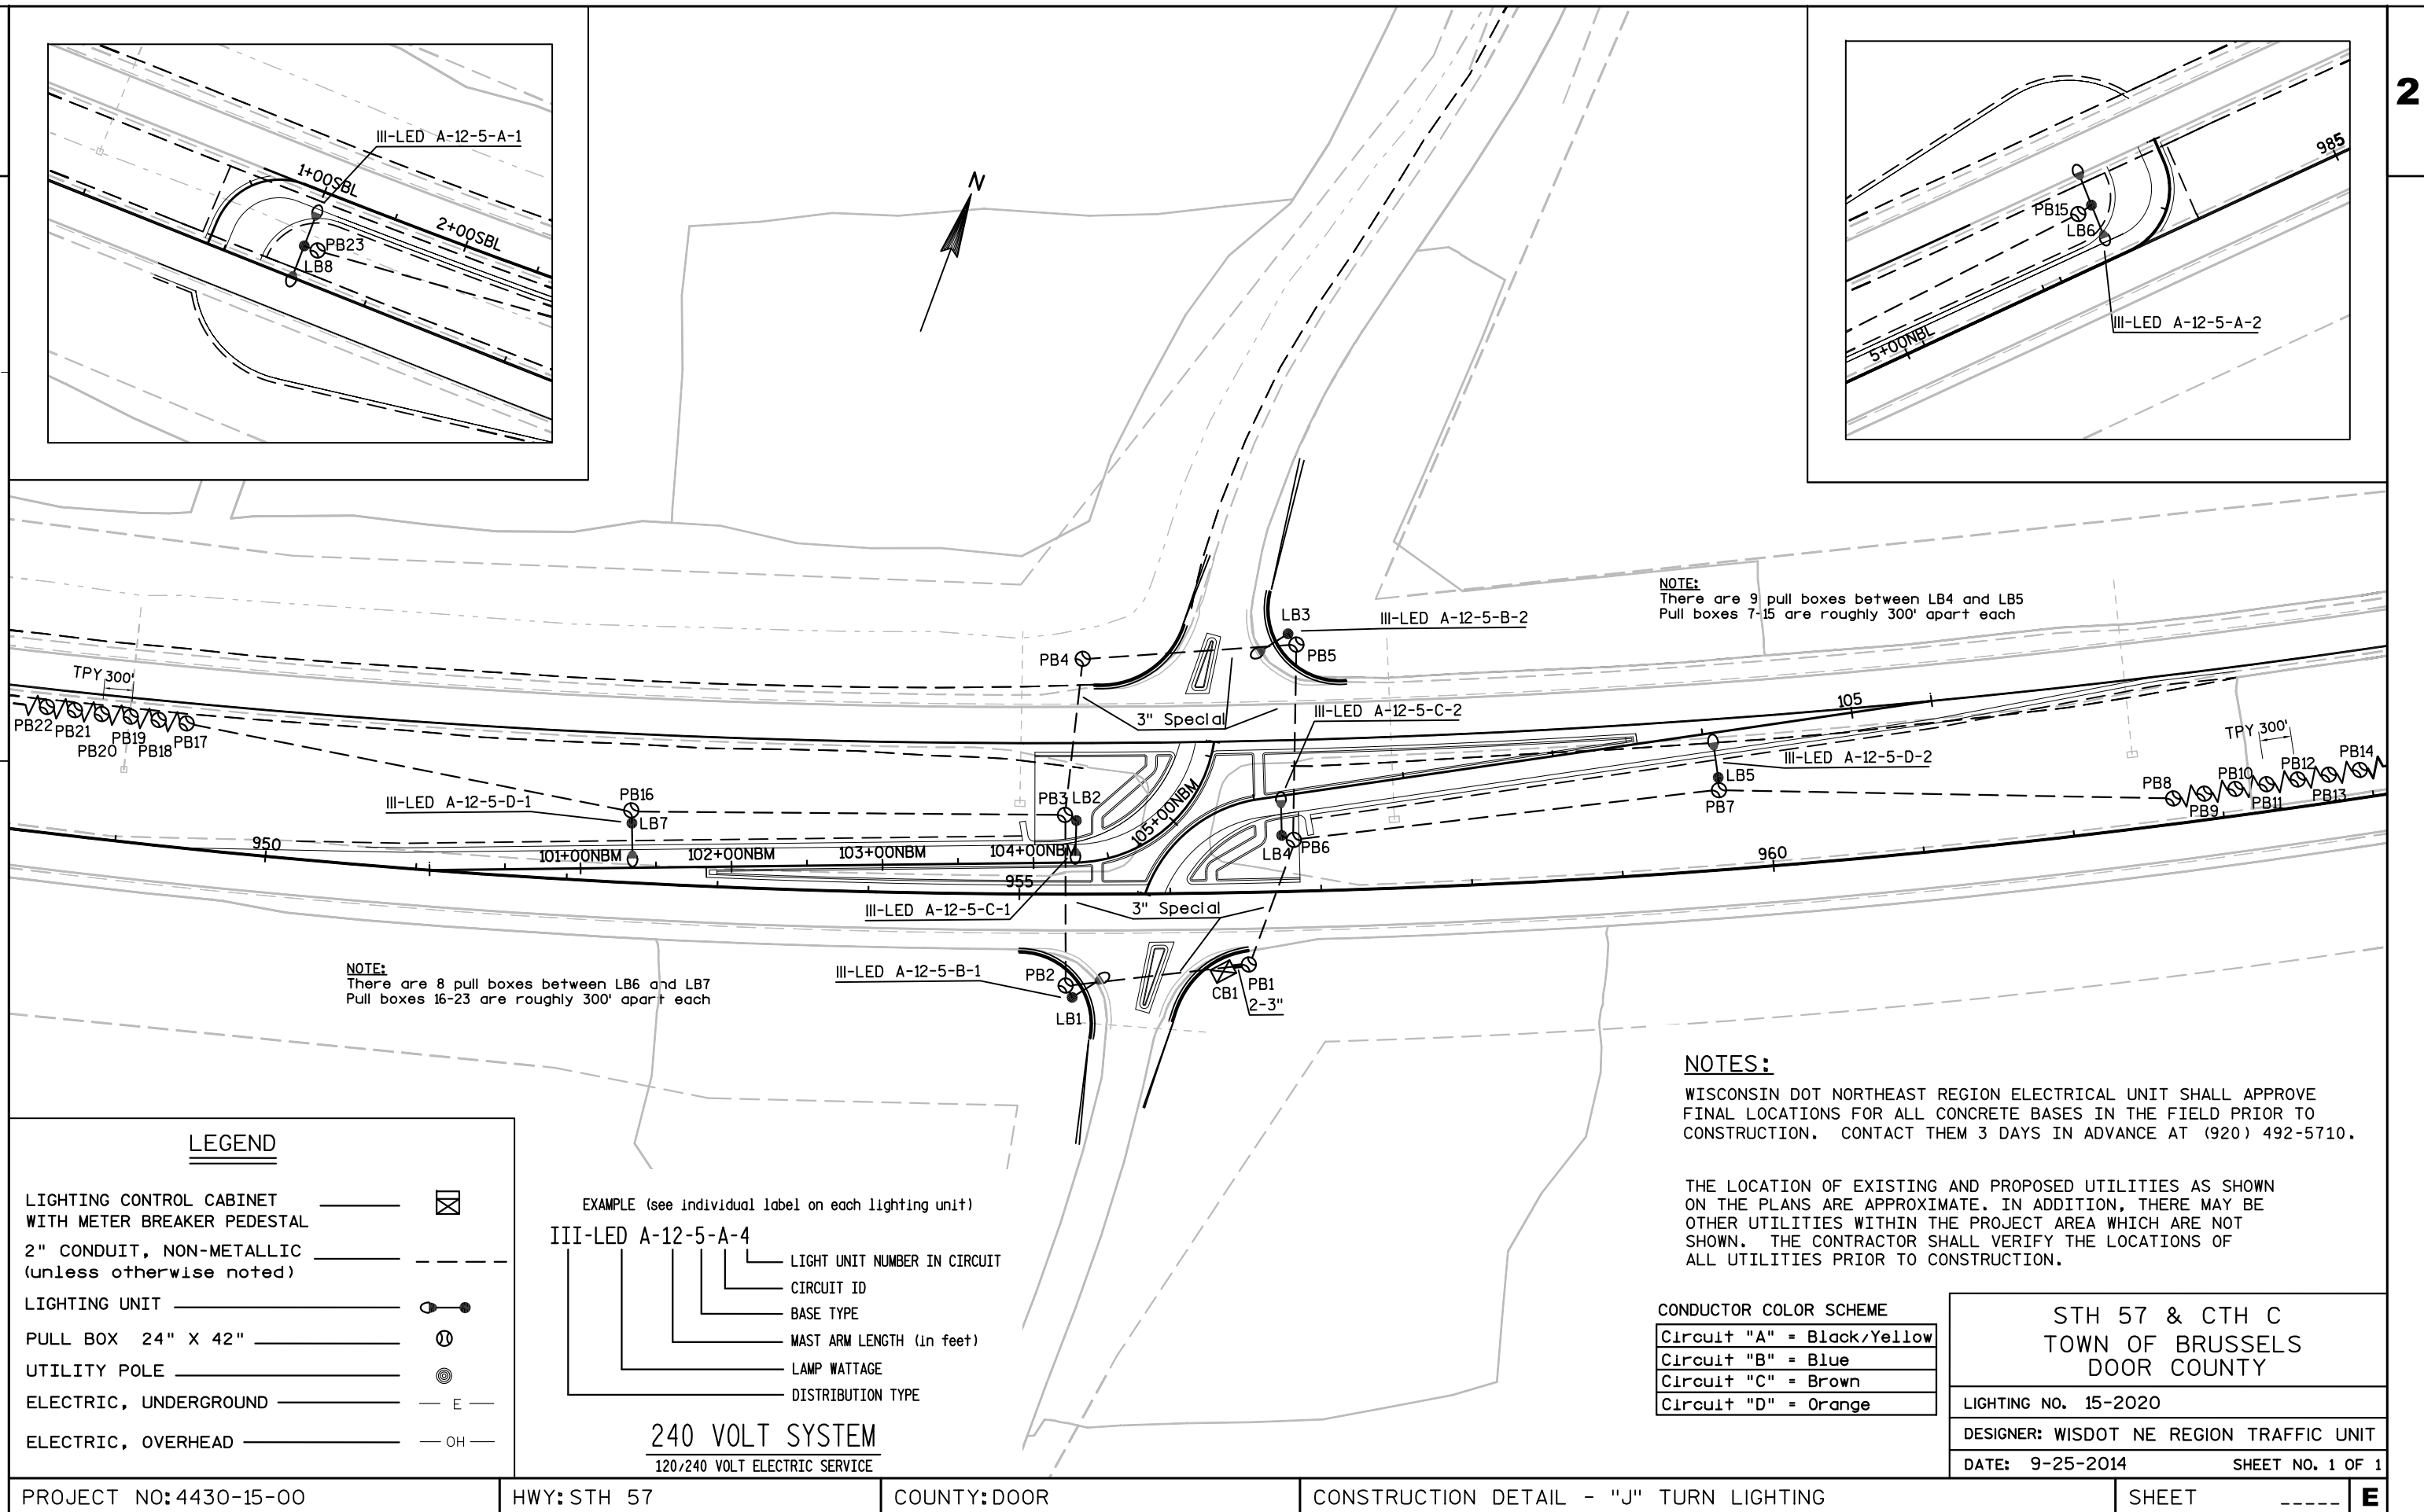 2
III-LED A-12-5-A-1
1+00SBL
2+00SBL
PB23
LB8
N
985
PB15
LB6
III-LED A-12-5-A-2
5+00NBL
NOTE:
There are 9 pull boxes between LB4 and LB5
Pull boxes 7-15 are roughly 300' apart each
LB3
III-LED A-12-5-B-2
PB4
PB5
TPY 300'
3" Special
III-LED A-12-5-C-2
105
PB22
PB21
PB20
PB19
PB18
PB17
TPY 300'
III-LED A-12-5-D-2
LB5
PB7
PB8
PB9
PB10
PB11
PB12
PB13
PB14
III-LED A-12-5-D-1
PB16
LB7
PB3
LB2
105+00NBM
950
101+00NBM
102+00NBM
103+00NBM
104+00NBM
LB4
PB6
960
955
III-LED A-12-5-C-1
3" Special
NOTE:
There are 8 pull boxes between LB6 and LB7
Pull boxes 16-23 are roughly 300' apart each
III-LED A-12-5-B-1
PB2
LB1
CB1
PB1
2-3"
NOTES:
WISCONSIN DOT NORTHEAST REGION ELECTRICAL UNIT SHALL APPROVE
FINAL LOCATIONS FOR ALL CONCRETE BASES IN THE FIELD PRIOR TO
CONSTRUCTION. CONTACT THEM 3 DAYS IN ADVANCE AT (920) 492-5710.
THE LOCATION OF EXISTING AND PROPOSED UTILITIES AS SHOWN
ON THE PLANS ARE APPROXIMATE. IN ADDITION, THERE MAY BE
OTHER UTILITIES WITHIN THE PROJECT AREA WHICH ARE NOT
SHOWN. THE CONTRACTOR SHALL VERIFY THE LOCATIONS OF
ALL UTILITIES PRIOR TO CONSTRUCTION.
LEGEND
LIGHTING CONTROL CABINET
WITH METER BREAKER PEDESTAL
2" CONDUIT, NON-METALLIC
(unless otherwise noted)
LIGHTING UNIT
PULL BOX 24" X 42"
UTILITY POLE
ELECTRIC, UNDERGROUND
E
ELECTRIC, OVERHEAD
OH
EXAMPLE (see individual label on each lighting unit)
III-LED A-12-5-A-4
LIGHT UNIT NUMBER IN CIRCUIT
CIRCUIT ID
BASE TYPE
MAST ARM LENGTH (in feet)
LAMP WATTAGE
DISTRIBUTION TYPE
240 VOLT SYSTEM
120/240 VOLT ELECTRIC SERVICE
CONDUCTOR COLOR SCHEME
Circuit "A" = Black/Yellow
Circuit "B" = Blue
Circuit "C" = Brown
Circuit "D" = Orange
STH 57 & CTH C
TOWN OF BRUSSELS
DOOR COUNTY
LIGHTING NO. 15-2020
DESIGNER: WISDOT NE REGION TRAFFIC UNIT
DATE: 9-25-2014
SHEET NO. 1 OF 1
PROJECT NO:4430-15-00
HWY:STH 57
COUNTY:DOOR
CONSTRUCTION DETAIL - "J" TURN LIGHTING
SHEET _____
E